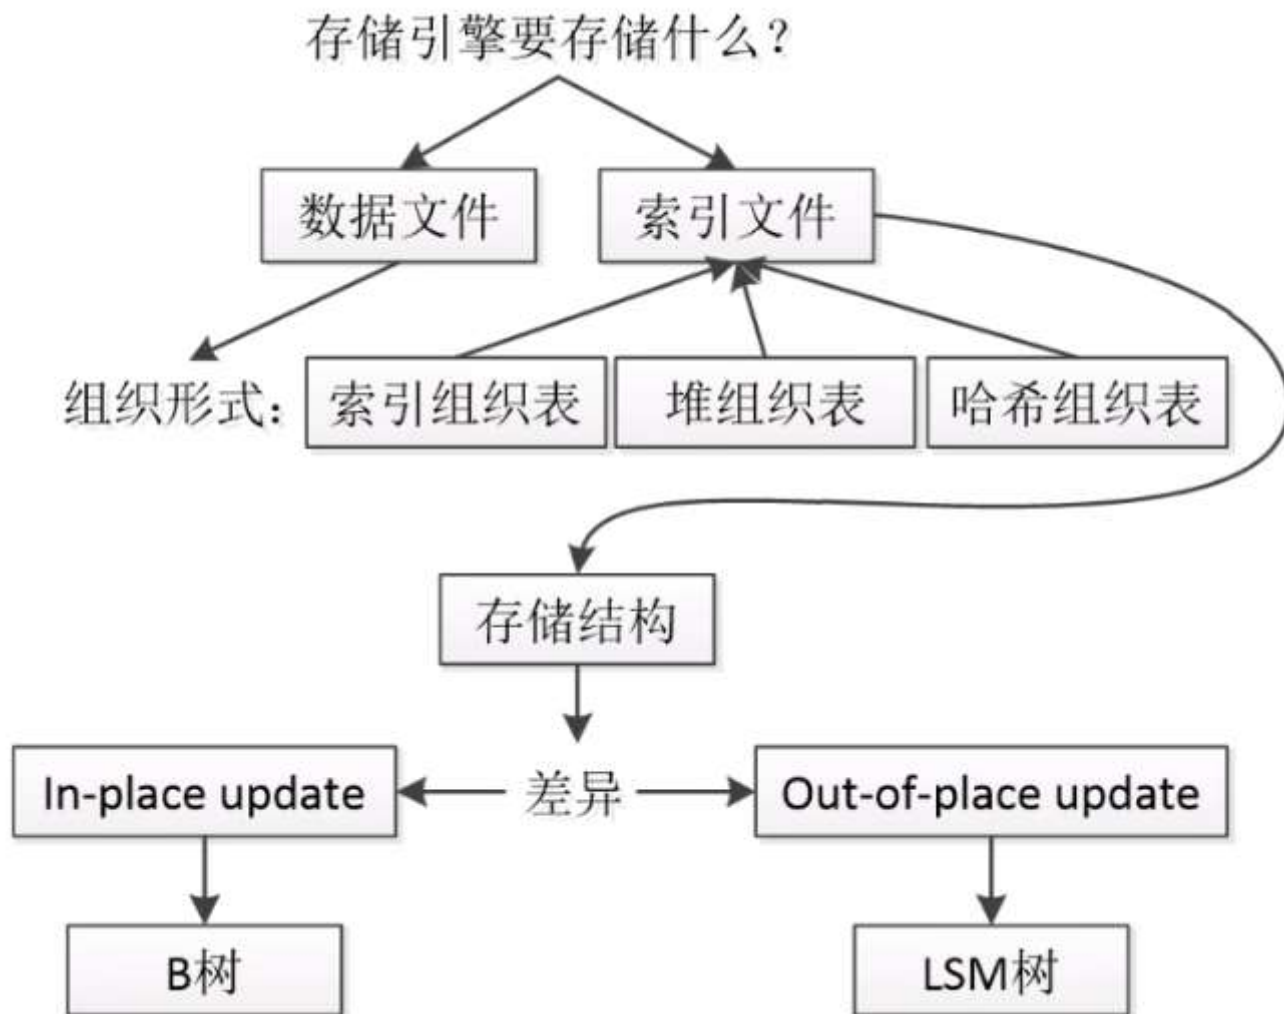 存储引擎要存储什么？
数据文件
索引文件
组织形式：
索引组织表
堆组织表
哈希组织表
存储结构
In-place update
差异
Out-of-place update
B树
LSM树